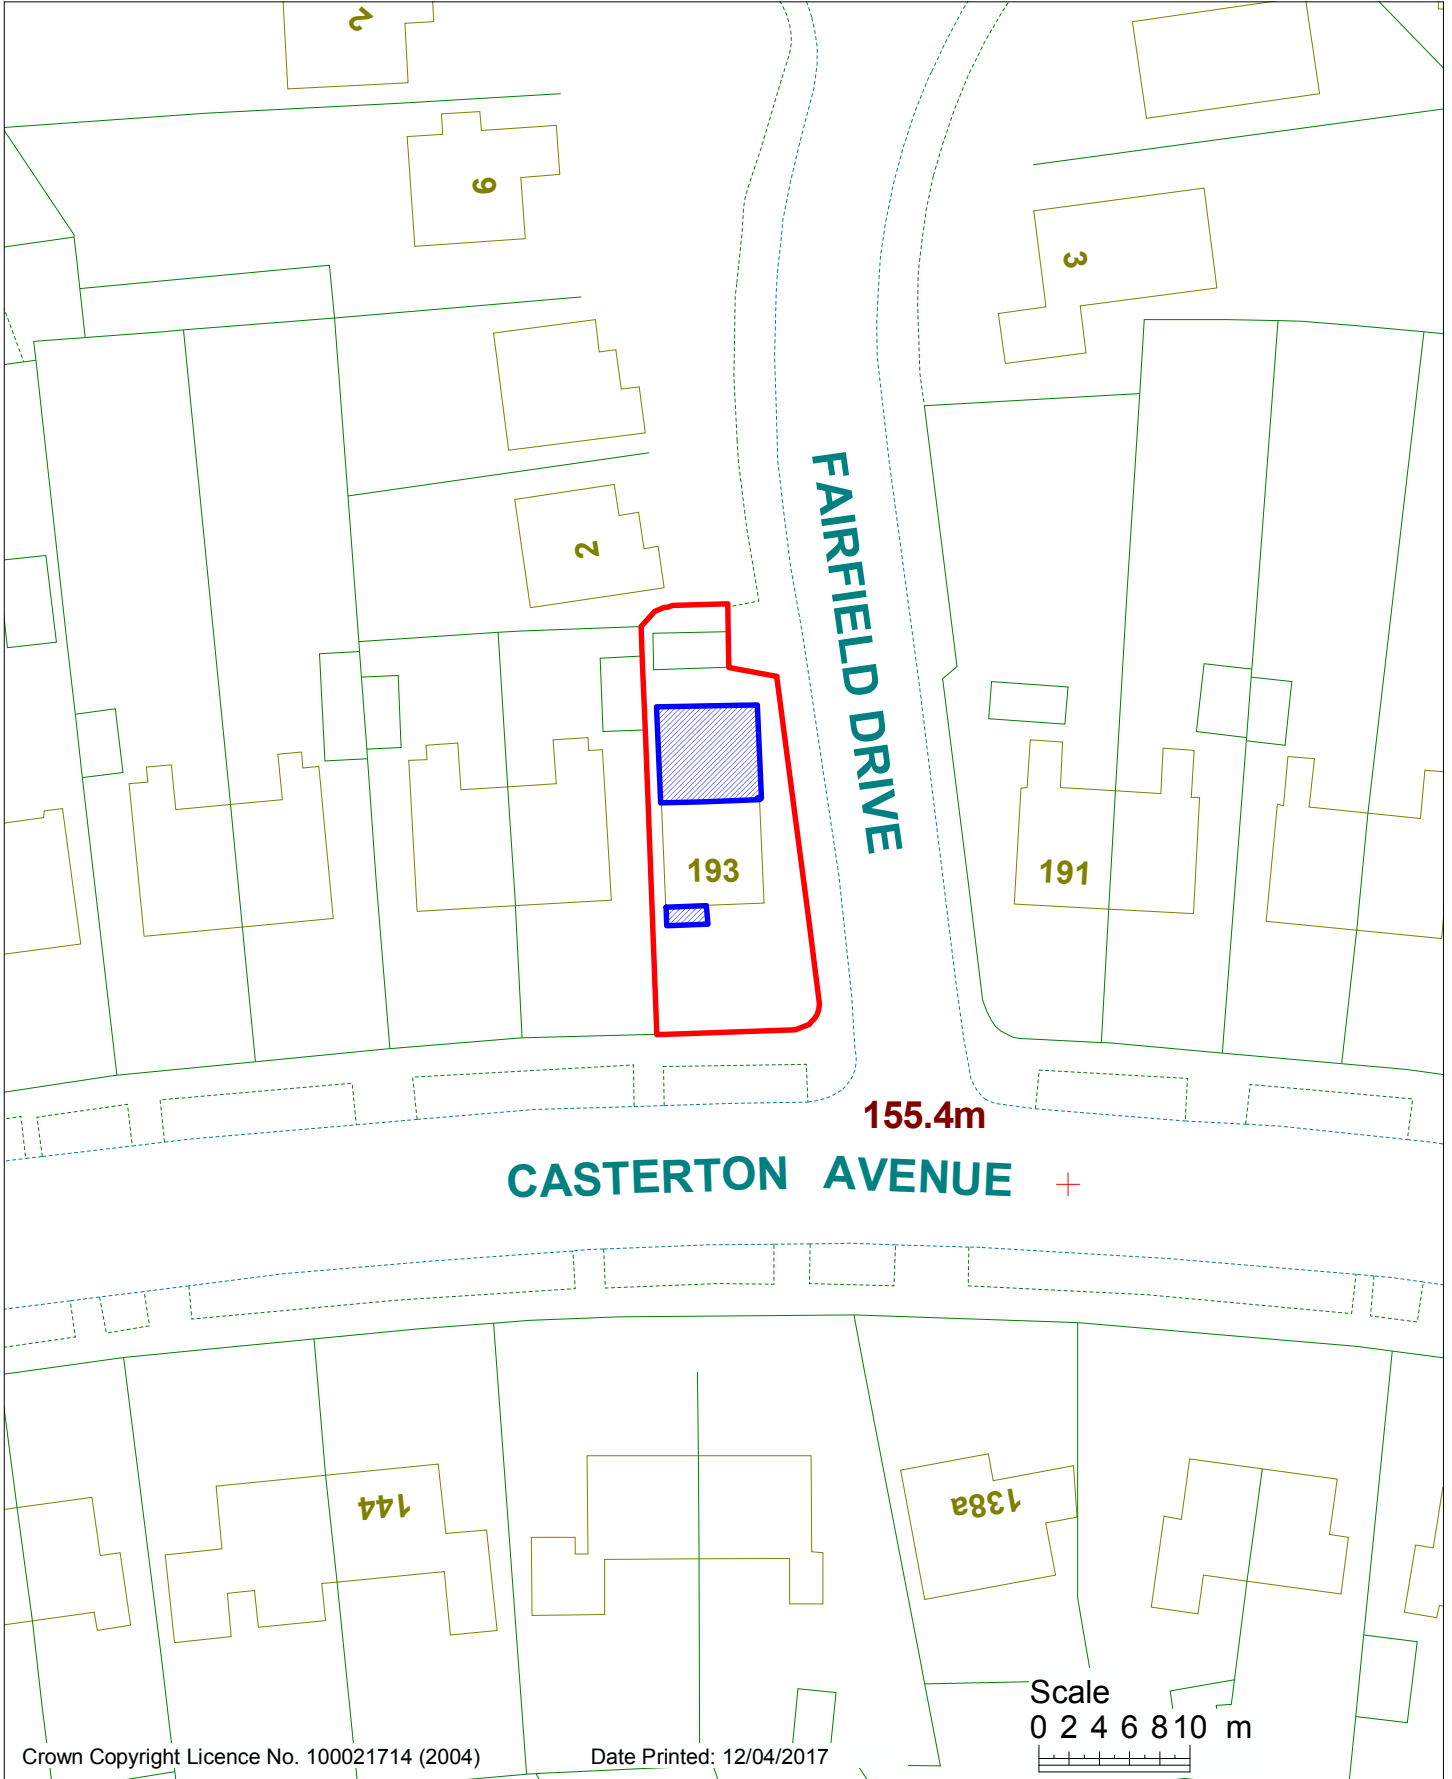 2
6
3
2
FAIRFIELD DRIVE
193
191
155.4m
CASTERTON AVENUE
144
138a
Scale
0 2 4 6 8 10 m
Crown Copyright Licence No. 100021714 (2004)
Date Printed: 12/04/2017